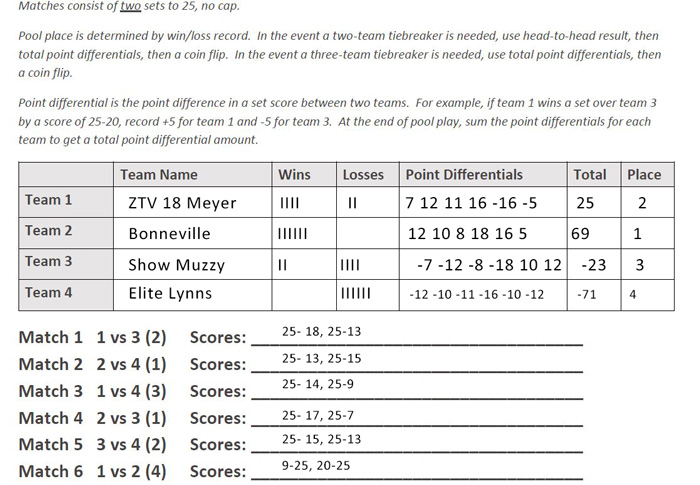 Matches consist of two sets to 25, no cap.
Pool place is determined by win/loss record. In the event a two-team tiebreaker is needed, use head-to-head result, then
total point differentials, then a coin flip. In the event a three-team tiebreaker is needed, use total point differentials, then
a coin flip.
Point differential is the point difference in a set score between two teams. For example, if team 1 wins a set over team 3
by a score of 25-20, record +5 for team 1 and -5 for team 3. At the end of pool play, sum the point differentials for each
team to get a total point differential amount.
Team Name Wins Losses Point Differentials Total Place
Team 1 ZTV 18 Meyer IIII II 7 12 11 16 -16 -5 25 2
Team 2 Bonneville IIIIII 12 10 8 18 16 5 69 1
Team 3 Show Muzzy II IIII -7 -12 -8 -18 10 12 -23 3
Team 4 Elite Lynns IIIIII -12 -10 -11 -16 -10 -12 -71 4
Match 1 1 vs 3 (2) Scores: 25- 18, 25-13
Match 2 2 vs 4 (1) Scores: 25- 13, 25-15
Match 3 1 vs 4 (3) Scores: 25- 14, 25-9
Match 4 2 vs 3 (1) Scores: 25- 17, 25-7
Match 5 3 vs 4 (2) Scores: 25- 15, 25-13
Match 6 1 vs 2 (4) Scores: 9-25, 20-25